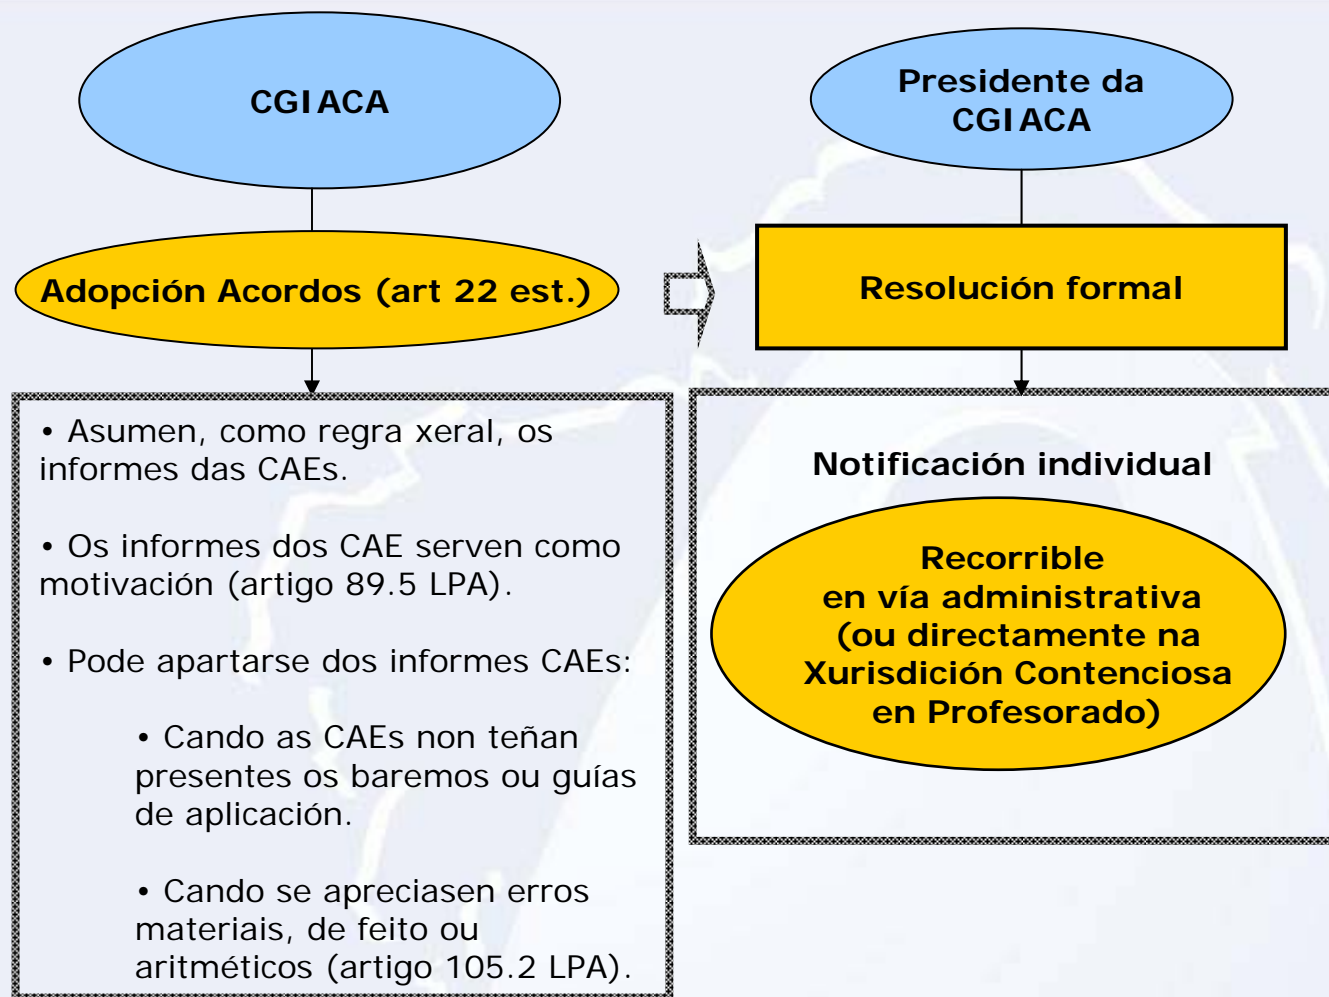 CGIACA
Adopción Acordos (art 22 est.)
• Asumen, como regra xeral, os
informes das CAEs.
• Os informes dos CAE serven como
motivación (artigo 89.5 LPA).
• Pode apartarse dos informes CAEs:
• Cando as CAEs non teñan
presentes os baremos ou guías
de aplicación.
• Cando se apreciasen erros
materiais, de feito ou
aritméticos (artigo 105.2 LPA).
Presidente da
CGIACA
Resolución formal
Notificación individual
Recorrible
en vía administrativa
(ou directamente na
Xurisdición Contenciosa
en Profesorado)